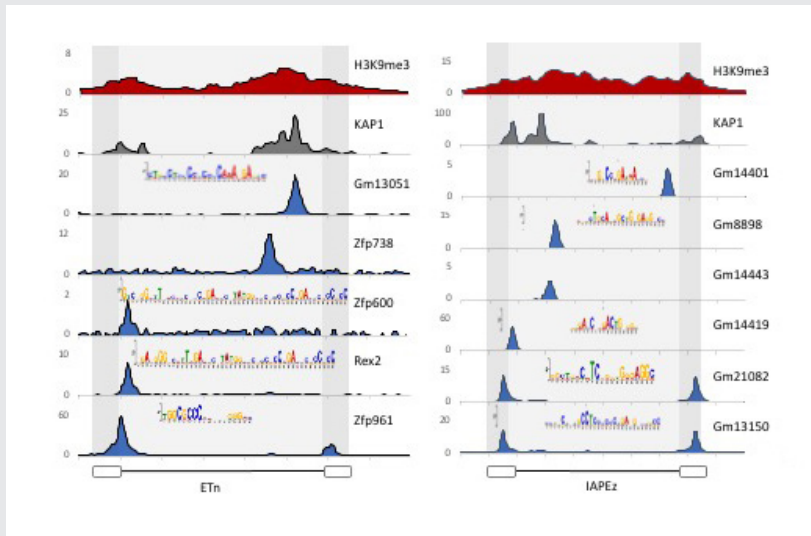 8
H3K9me3
0
25
KAP1
0
20
Gm13051
0
12
Zfp738
0
2
Zfp600
0
10
Rex2
0
60
Zfp961
0
ETn
15
H3K9me3
0
100
KAP1
0
5
Gm14401
0
15
Gm8898
0
5
Gm14443
0
60
Gm14419
0
15
Gm21082
0
20
Gm13150
0
IAPEz